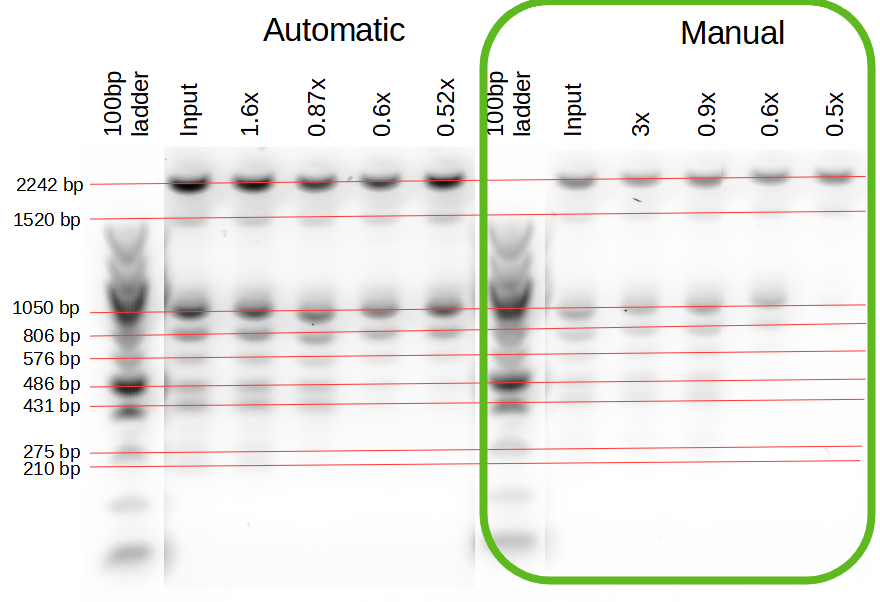 Automatic
Manual
100bp
ladder
Input
1.6x
0.87x
0.6x
0.52x
100bp
ladder
Input
3x
0.9x
0.6x
0.5x
2242 bp
1520 bp
1050 bp
806 bp
576 bp
486 bp
431 bp
275 bp
210 bp